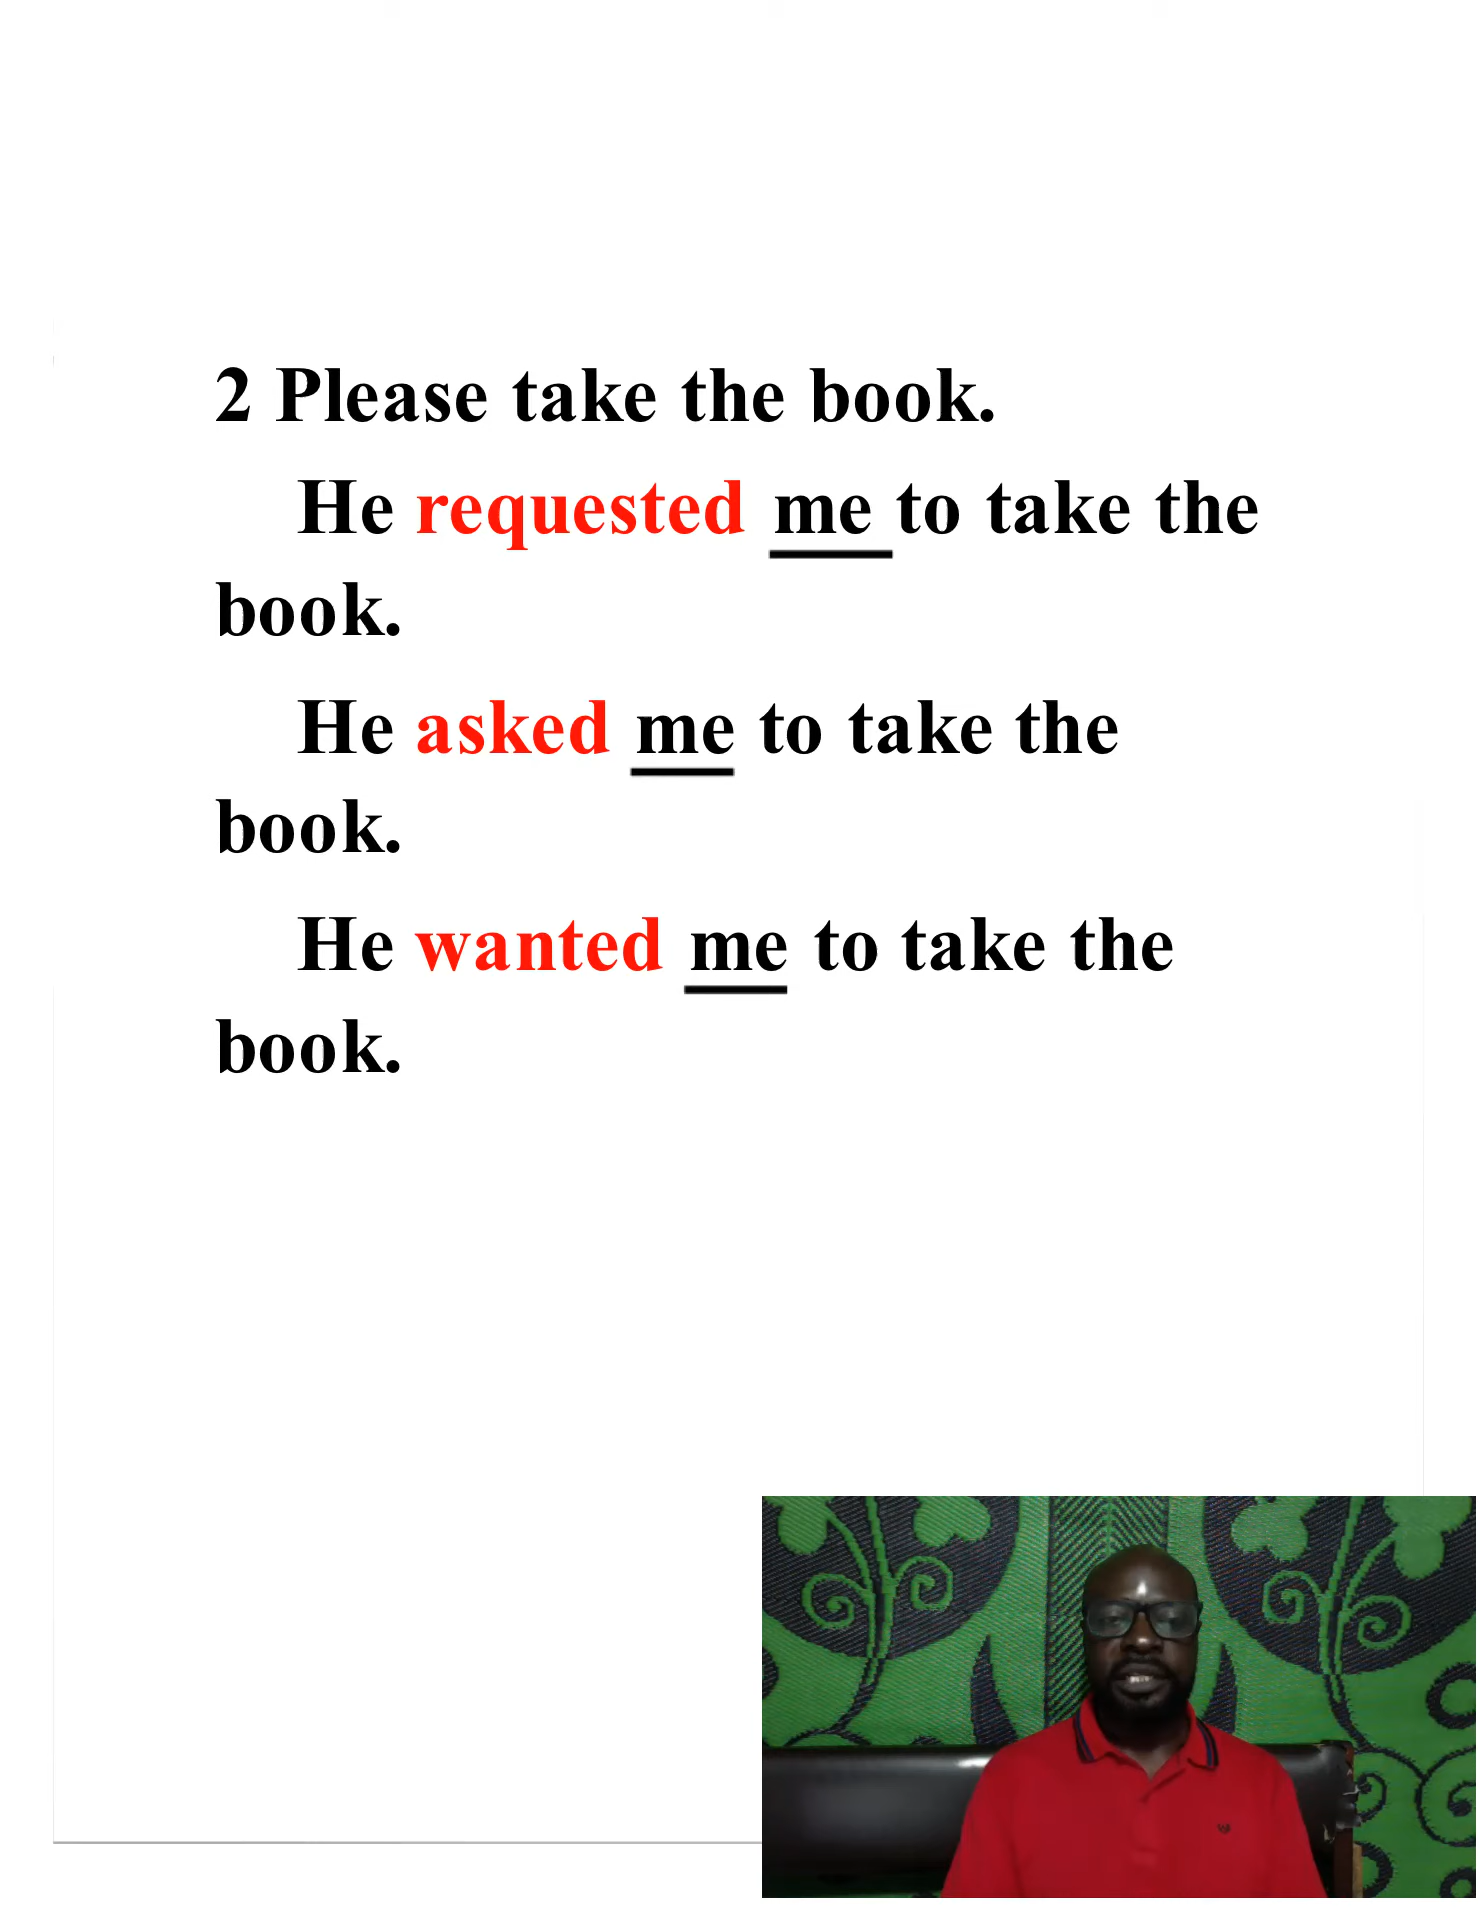 2 Please take the book.
He requested me to take the
book.
He asked me to take the
book.
He wanted me to take the
book.